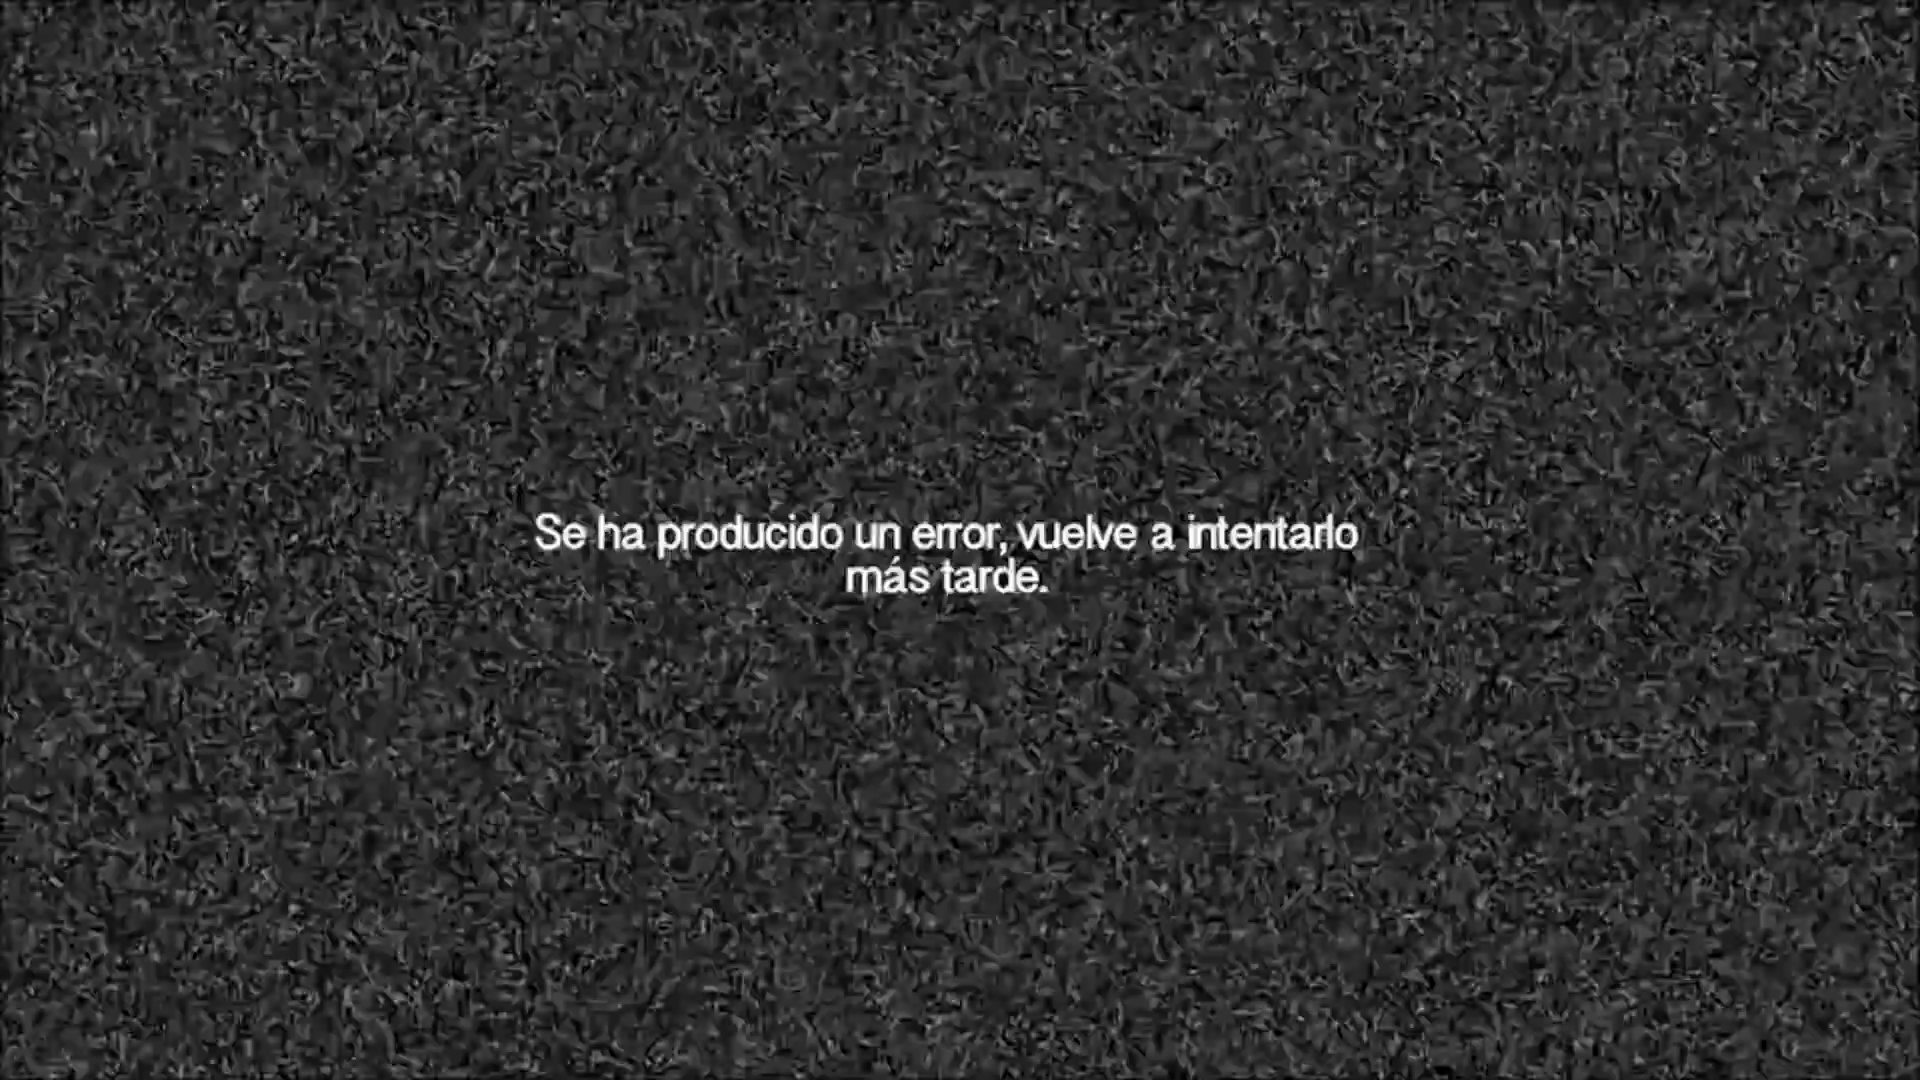 Se ha producido un error, vuelve a intentarlo
más tarde.